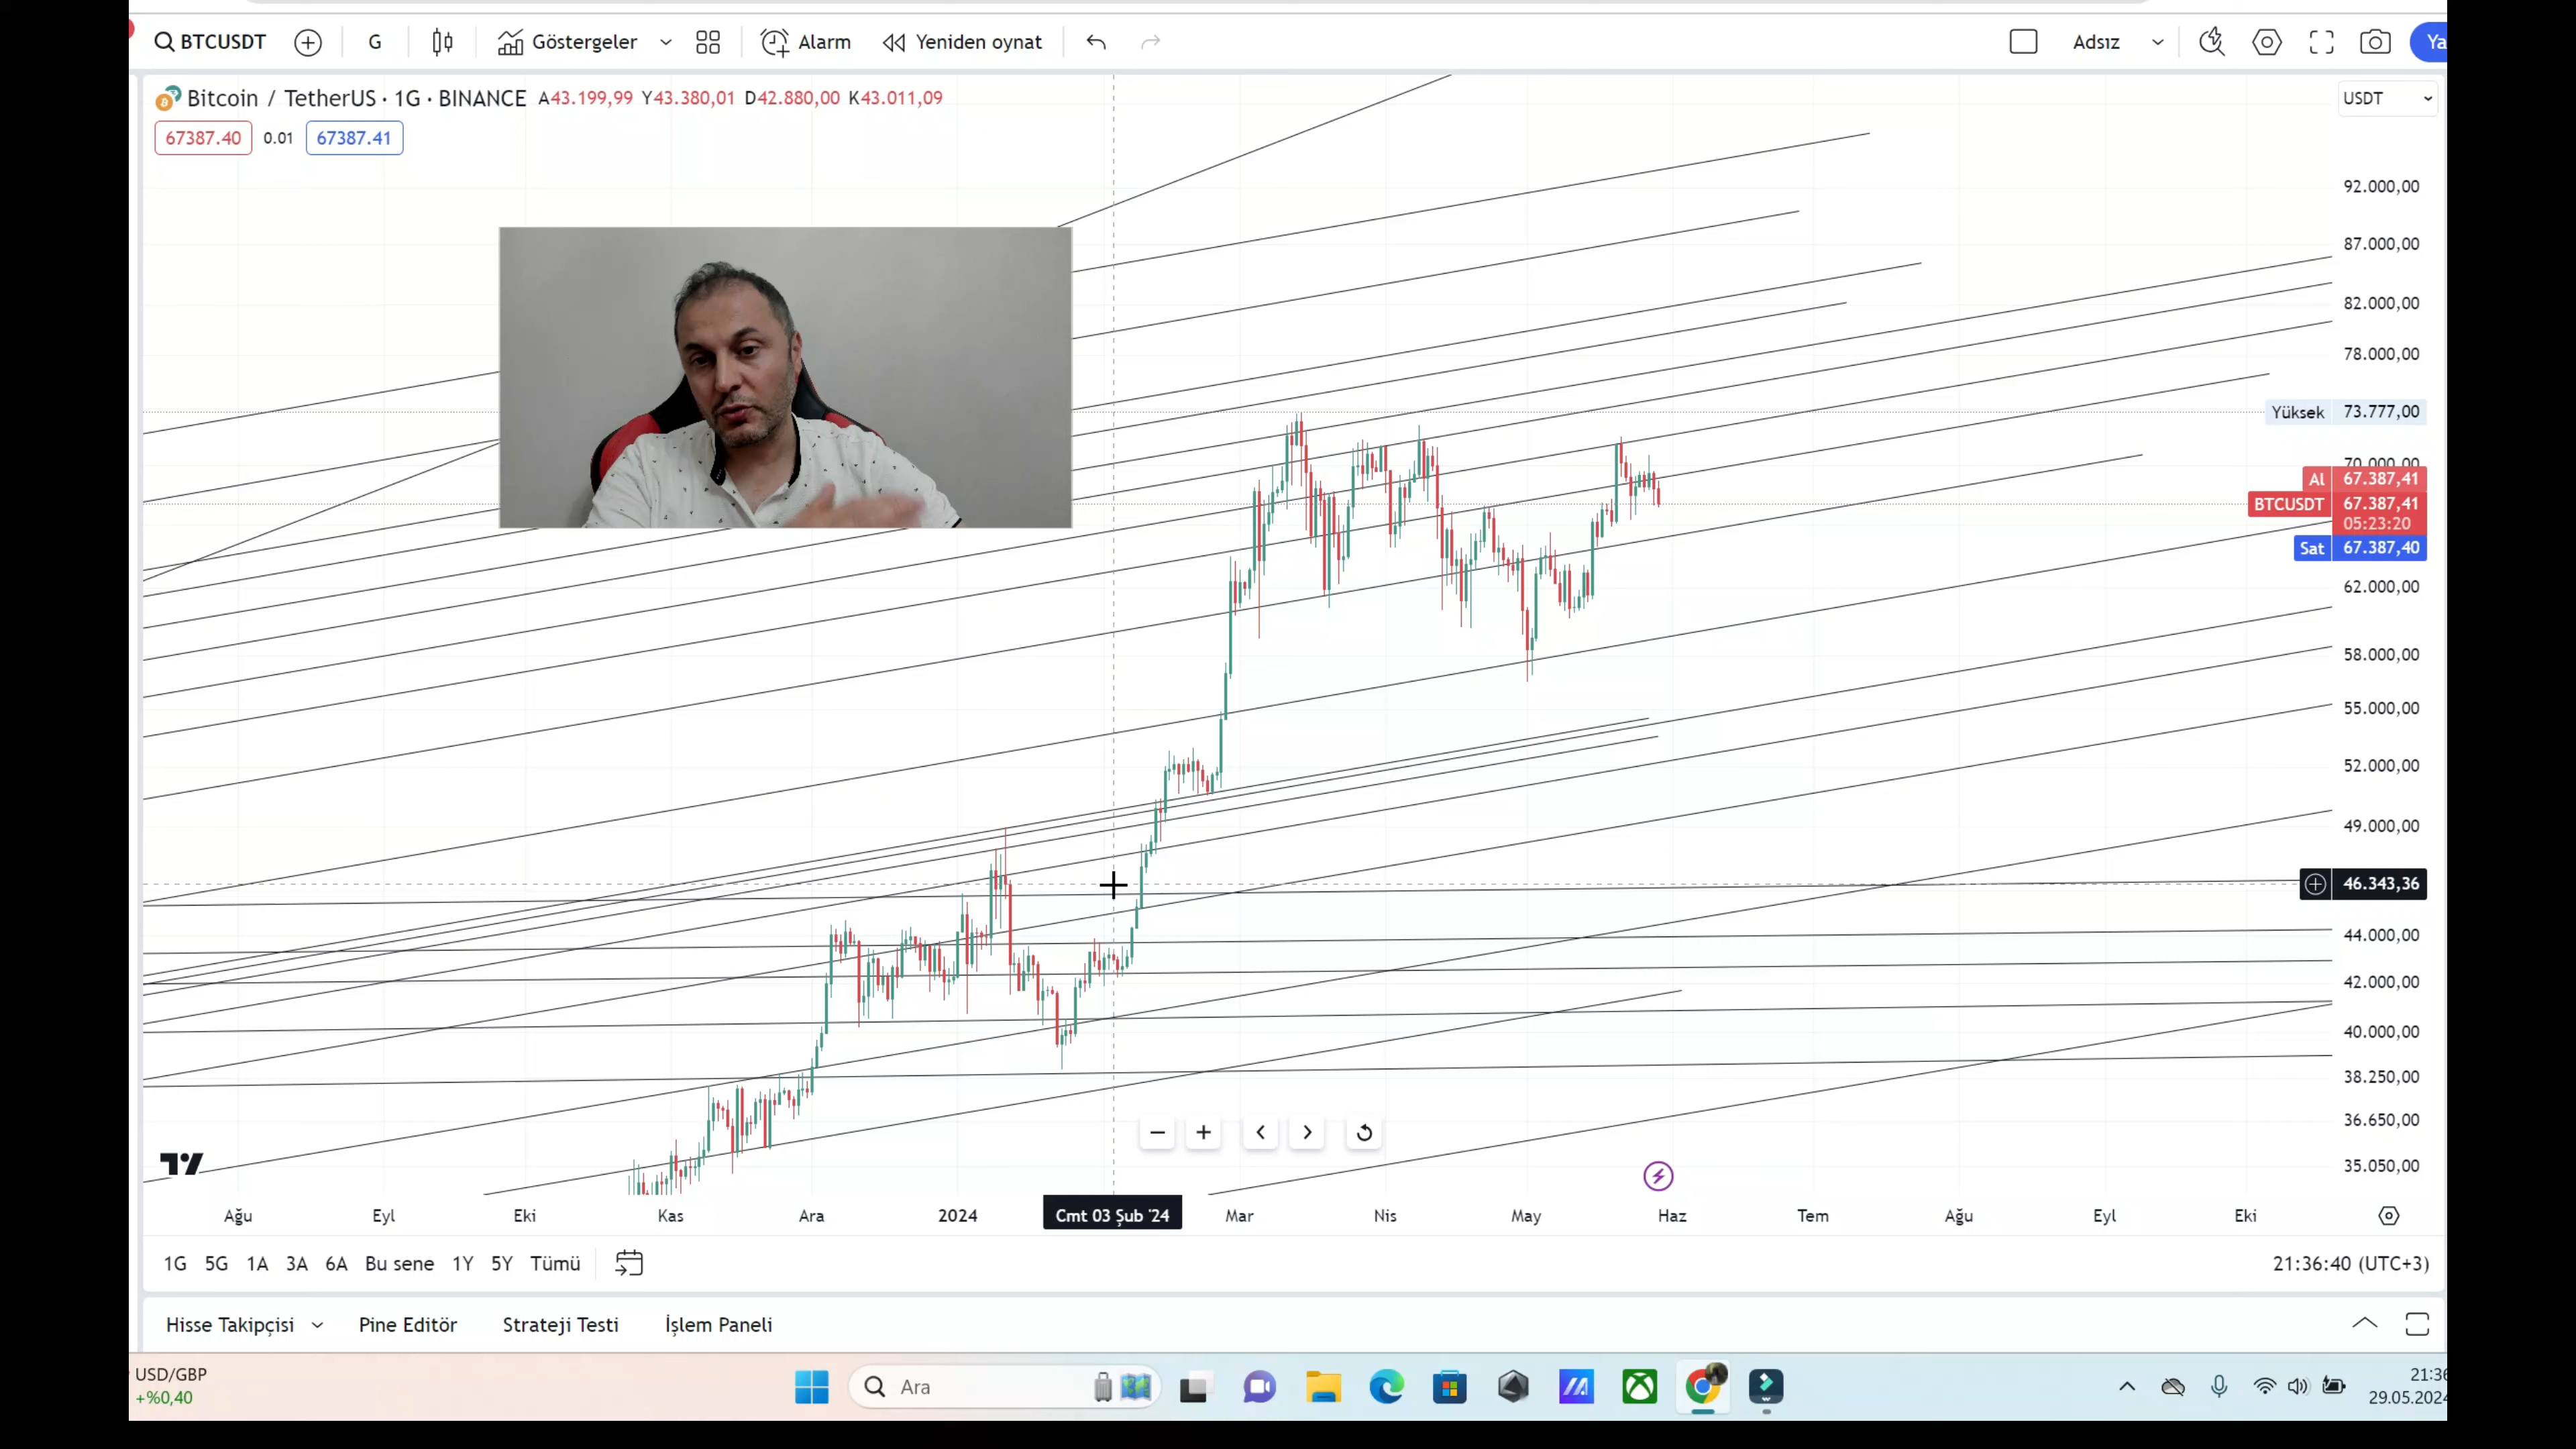 BTCUSDT G Göstergeler Alarm Yeniden oynat Adsız Ya
Bitcoin / TetherUS · 1G · BINANCE A43.199,99 Y43.380,01 D42.880,00 K43.011,09
USDT
67387.40 0.01 67387.41
92.000,00
87.000,00
82.000,00
78.000,00
Yüksek 73.777,00
70.000,00
Al 67.387,41
BTCUSDT 67.387,41
05:23:20
Sat 67.387,40
62.000,00
58.000,00
55.000,00
52.000,00
49.000,00
46.343,36
44.000,00
42.000,00
40.000,00
38.250,00
36.650,00
35.050,00
Ağu Eyl Eki Kas Ara 2024 Cmt 03 Şub '24 Mar Nis May Haz Tem Ağu Eyl Eki
1G 5G 1A 3A 6A Bu sene 1Y 5Y Tümü 21:36:40 (UTC+3)
Hisse Takipçisi Pine Editör Strateji Testi İşlem Paneli
USD/GBP
+%0,40
Ara
21:36
29.05.2024